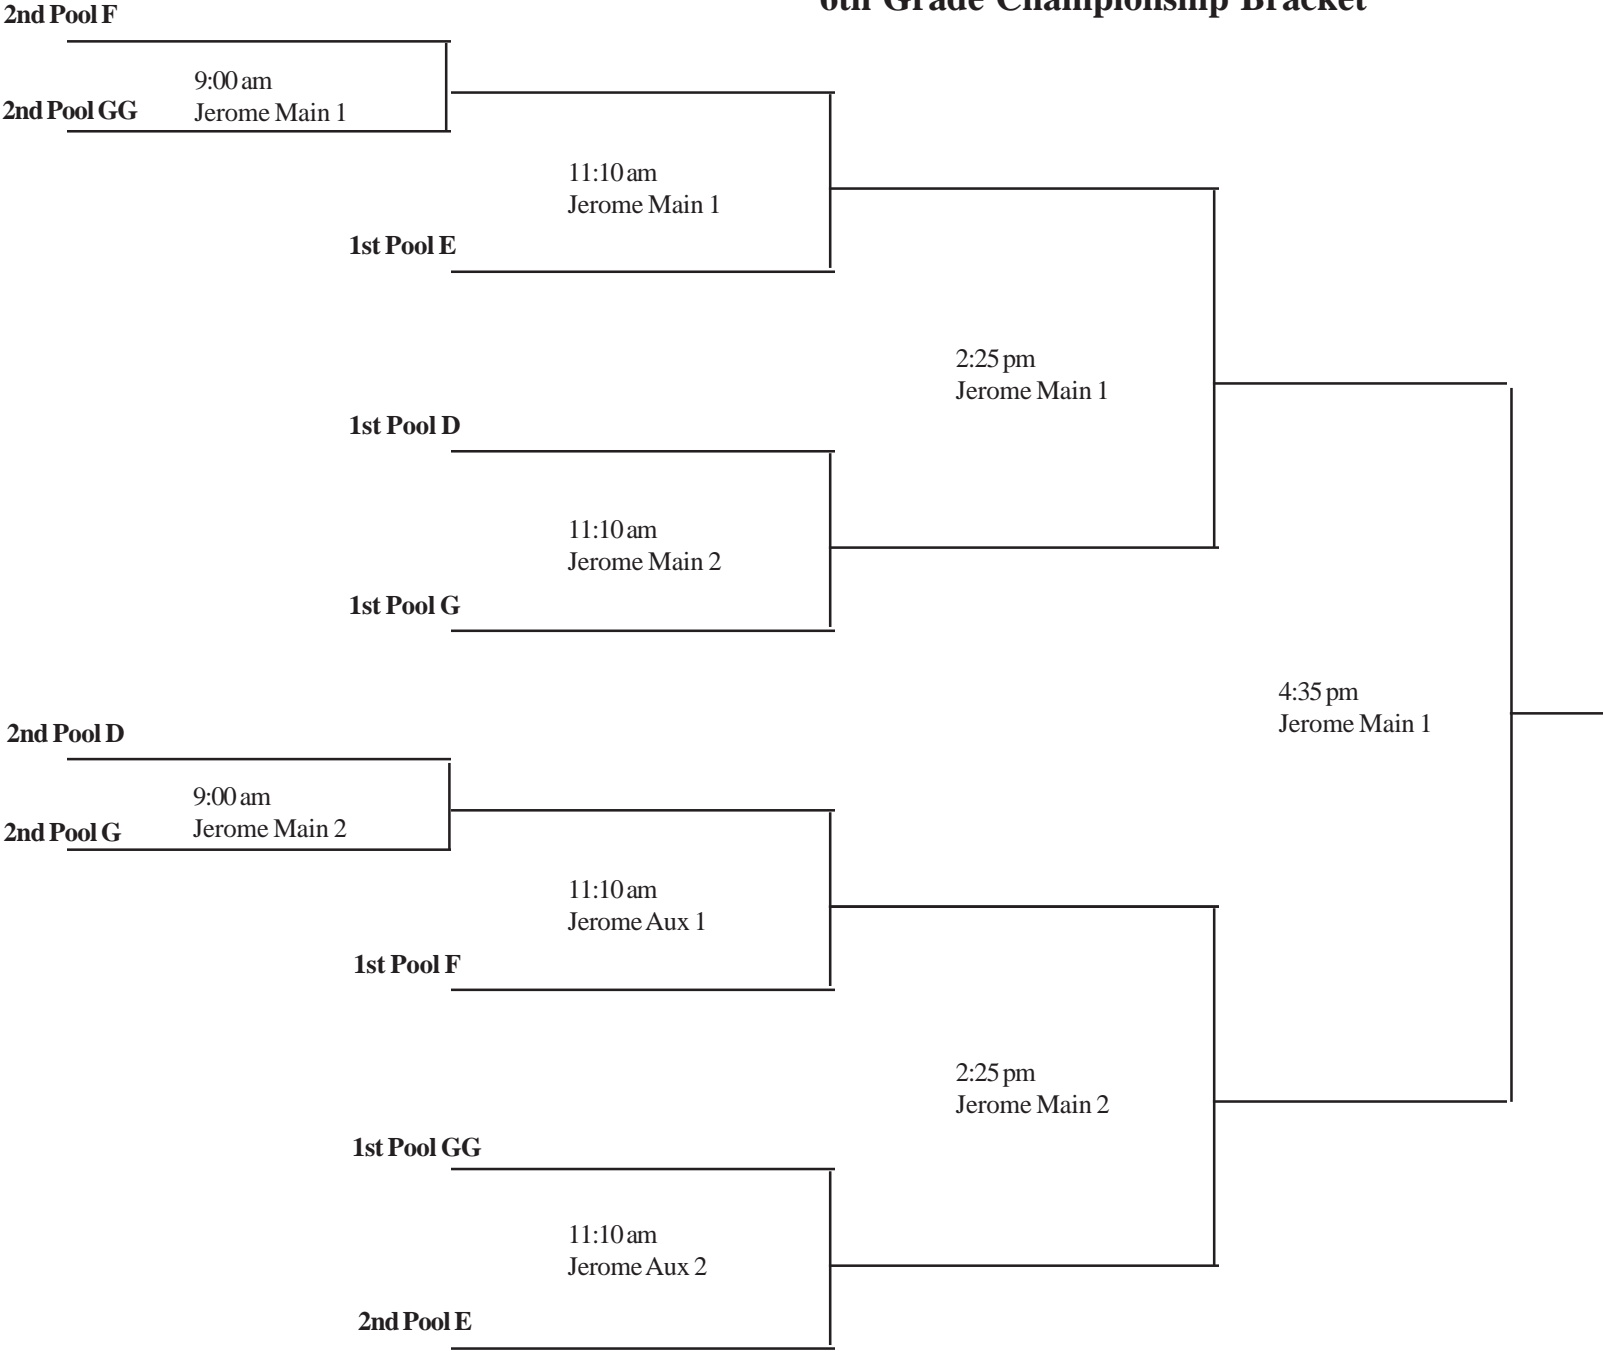 6th Grade Championship Bracket
2nd Pool F
9:00 am
Jerome Main 1
2nd Pool GG
11:10 am
Jerome Main 1
1st Pool E
2:25 pm
Jerome Main 1
1st Pool D
11:10 am
Jerome Main 2
1st Pool G
4:35 pm
Jerome Main 1
2nd Pool D
9:00 am
Jerome Main 2
2nd Pool G
11:10 am
Jerome Aux 1
1st Pool F
2:25 pm
Jerome Main 2
1st Pool GG
11:10 am
Jerome Aux 2
2nd Pool E